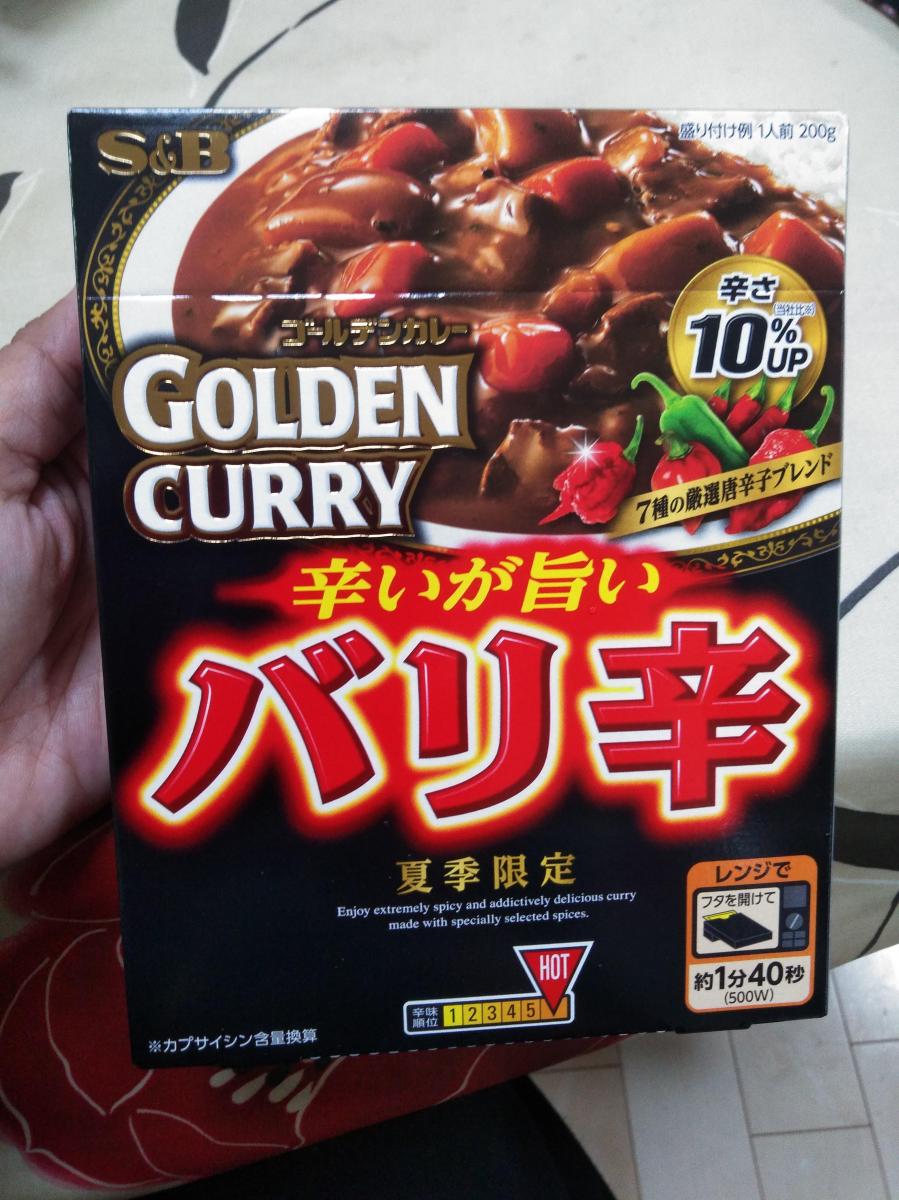 S&B
盛り付け例 1人前 200g
辛さ
(当社比※)
10%UP
ゴールデンカレー
GOLDEN
CURRY
7種の厳選唐辛子ブレンド
辛いが旨い
バリ辛
夏季限定
Enjoy extremely spicy and addictively delicious curry
made with specially selected spices.
レンジで
フタを開けて
約1分40秒
(500W)
HOT
辛味
順位
1 2 3 4 5
※カプサイシン含量換算